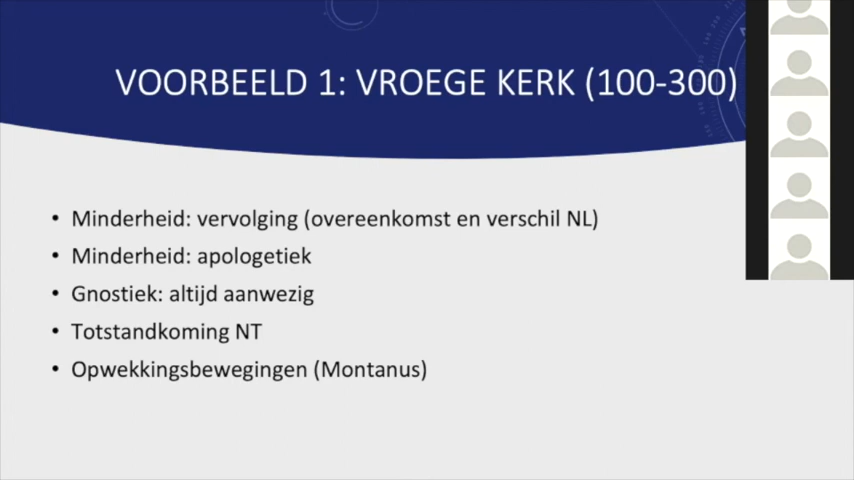 VOORBEELD 1: VROEGE KERK (100-300)
• Minderheid: vervolging (overeenkomst en verschil NL)
• Minderheid: apologetiek
• Gnostiek: altijd aanwezig
• Totstandkoming NT
• Opwekkingsbewegingen (Montanus)